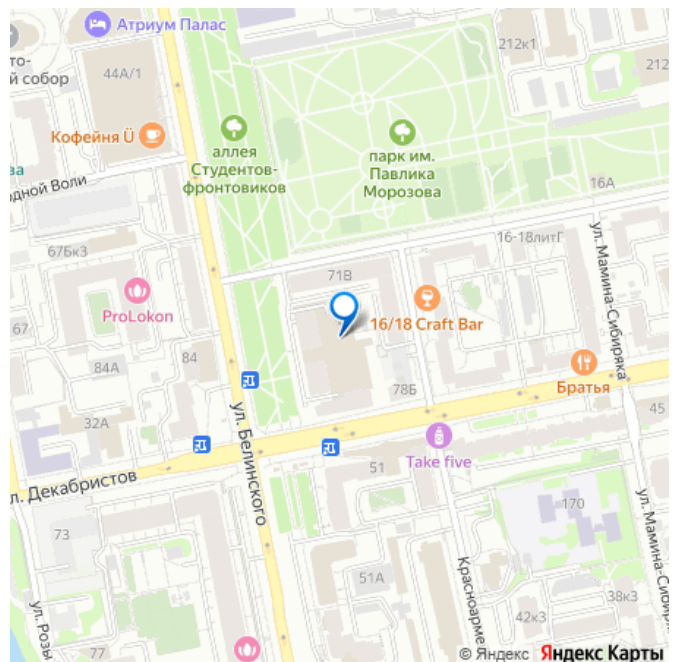 Атриум Палас
212к1
212
то-
й собор
44А/1
Кофейня Ü
ва
одной Воли
аллея
Студентов-
фронтовиков
парк им.
Павлика
Морозова
16А
16-18литГ
ул. Мамина-Сибиряка
67Бк3
71В
ProLokon
16/18 Craft Bar
67
84А
84
78Б
Братья
32А
ул. Белинского
45
Take five
л. Декабристов
51
73
170
ул. Мамина-Сибиря
51А
Красноарме
38к3
42к3
ул. Розы
77
© Яндекс Яндекс Карты